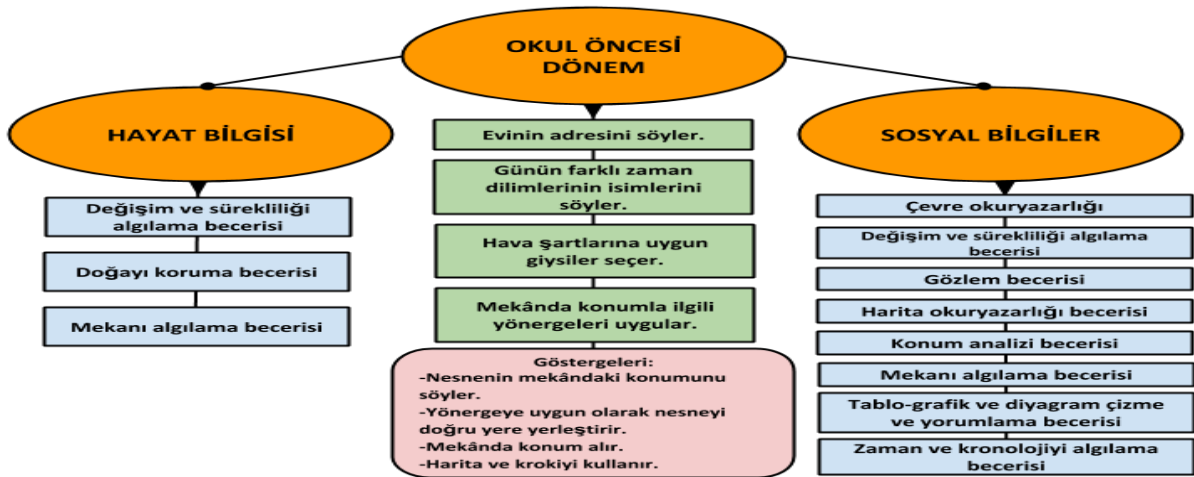 OKUL ÖNCESİ
DÖNEM
HAYAT BİLGİSİ
Değişim ve sürekliliği
algılama becerisi
Doğayı koruma becerisi
Mekanı algılama becerisi
Evinin adresini söyler.
Günün farklı zaman
dilimlerinin isimlerini
söyler.
Hava şartlarına uygun
giysiler seçer.
Mekânda konumla ilgili
yönergeleri uygular.
Göstergeleri:
-Nesnenin mekândaki konumunu
söyler.
-Yönergeye uygun olarak nesneyi
doğru yere yerleştirir.
-Mekânda konum alır.
-Harita ve krokiyi kullanır.
SOSYAL BİLGİLER
Çevre okuryazarlığı
Değişim ve sürekliliği algılama
becerisi
Gözlem becerisi
Harita okuryazarlığı becerisi
Konum analizi becerisi
Mekanı algılama becerisi
Tablo-grafik ve diyagram çizme
ve yorumlama becerisi
Zaman ve kronolojiyi algılama
becerisi